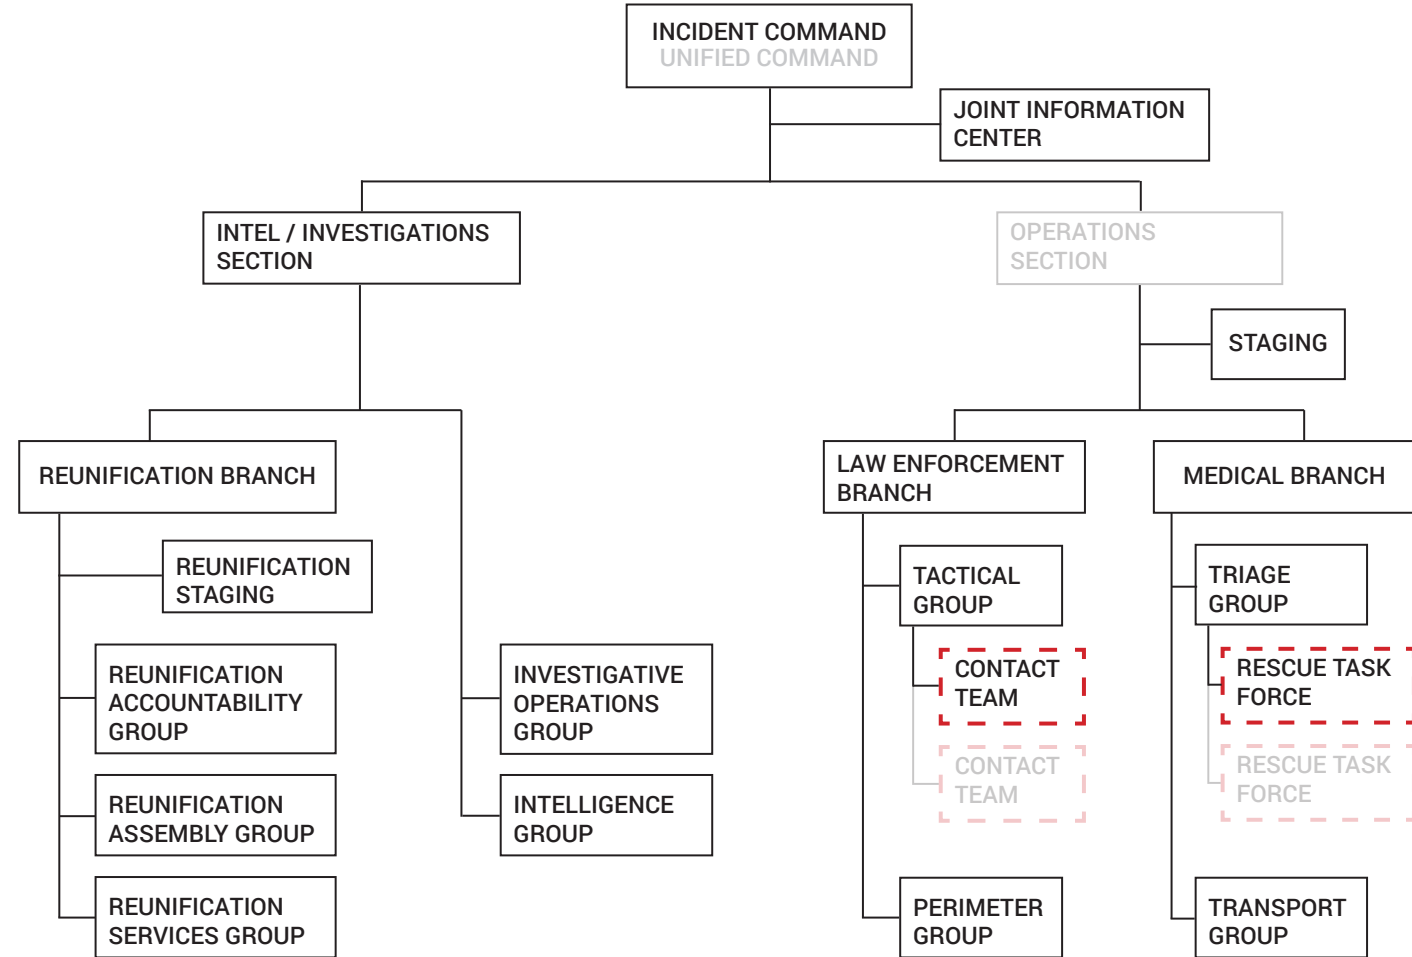 INCIDENT COMMAND
UNIFIED COMMAND
JOINT INFORMATION
CENTER
INTEL / INVESTIGATIONS
SECTION
OPERATIONS
SECTION
STAGING
REUNIFICATION BRANCH
LAW ENFORCEMENT
BRANCH
MEDICAL BRANCH
REUNIFICATION
STAGING
REUNIFICATION
ACCOUNTABILITY
GROUP
REUNIFICATION
ASSEMBLY GROUP
REUNIFICATION
SERVICES GROUP
INVESTIGATIVE
OPERATIONS
GROUP
INTELLIGENCE
GROUP
TACTICAL
GROUP
CONTACT
TEAM
CONTACT
TEAM
PERIMETER
GROUP
TRIAGE
GROUP
RESCUE TASK
FORCE
RESCUE TASK
FORCE
TRANSPORT
GROUP